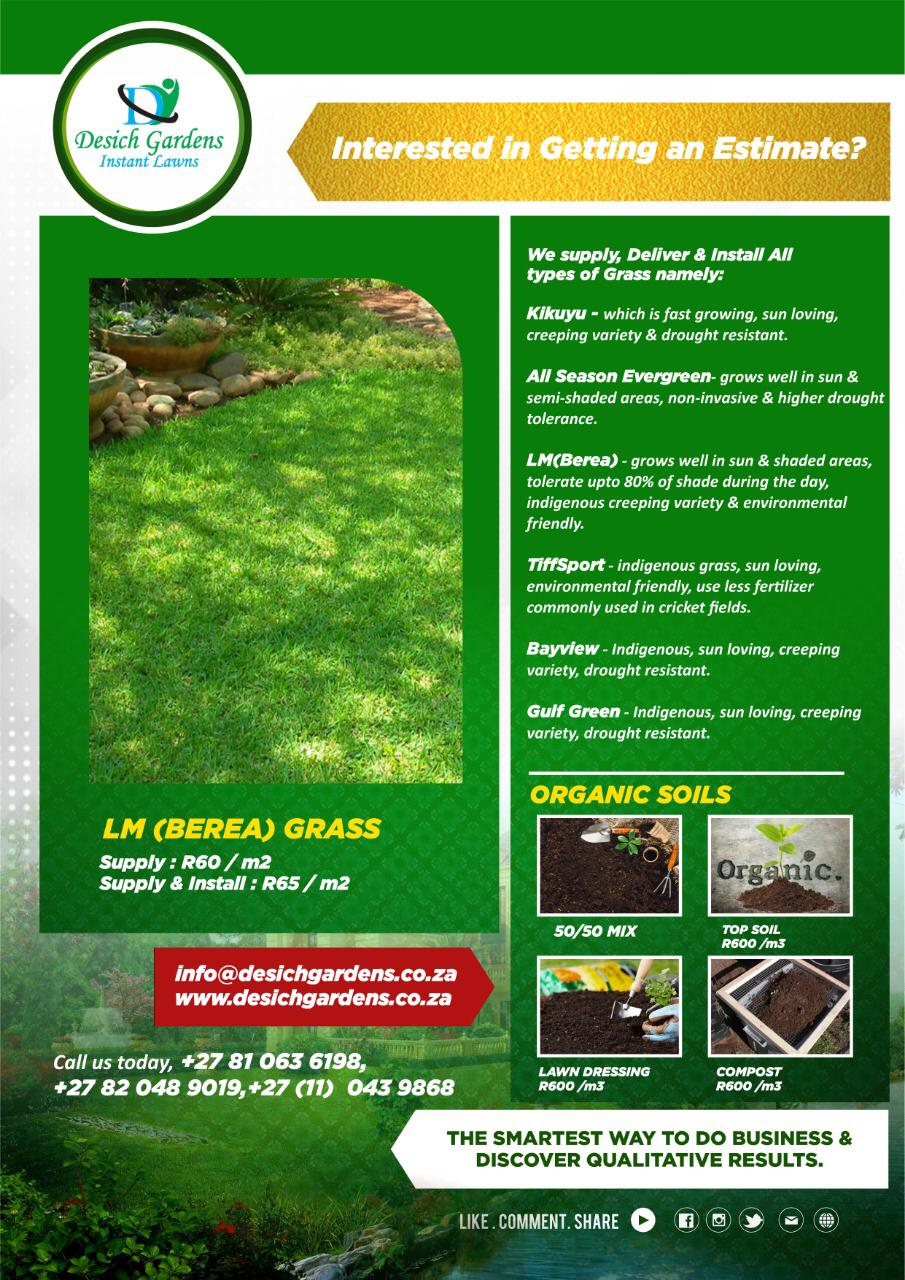 Desich Gardens
Instant Lawns
Interested in Getting an Estimate?
We supply, Deliver & Install All
types of Grass namely:
Kikuyu - which is fast growing, sun loving,
creeping variety & drought resistant.
All Season Evergreen- grows well in sun &
semi-shaded areas, non-invasive & higher drought
tolerance.
LM(Berea) - grows well in sun & shaded areas,
tolerate upto 80% of shade during the day,
indigenous creeping variety & environmental
friendly.
TiffSport - indigenous grass, sun loving,
environmental friendly, use less fertilizer
commonly used in cricket fields.
Bayview - Indigenous, sun loving, creeping
variety, drought resistant.
Gulf Green - Indigenous, sun loving, creeping
variety, drought resistant.
LM (BEREA) GRASS
Supply : R60 / m2
Supply & Install : R65 / m2
ORGANIC SOILS
Organic.
50/50 MIX
TOP SOIL
R600 /m3
LAWN DRESSING
R600 /m3
COMPOST
R600 /m3
info@desichgardens.co.za
www.desichgardens.co.za
Call us today, +27 81 063 6198,
+27 82 048 9019,+27 (11) 043 9868
THE SMARTEST WAY TO DO BUSINESS &
DISCOVER QUALITATIVE RESULTS.
LIKE . COMMENT. SHARE